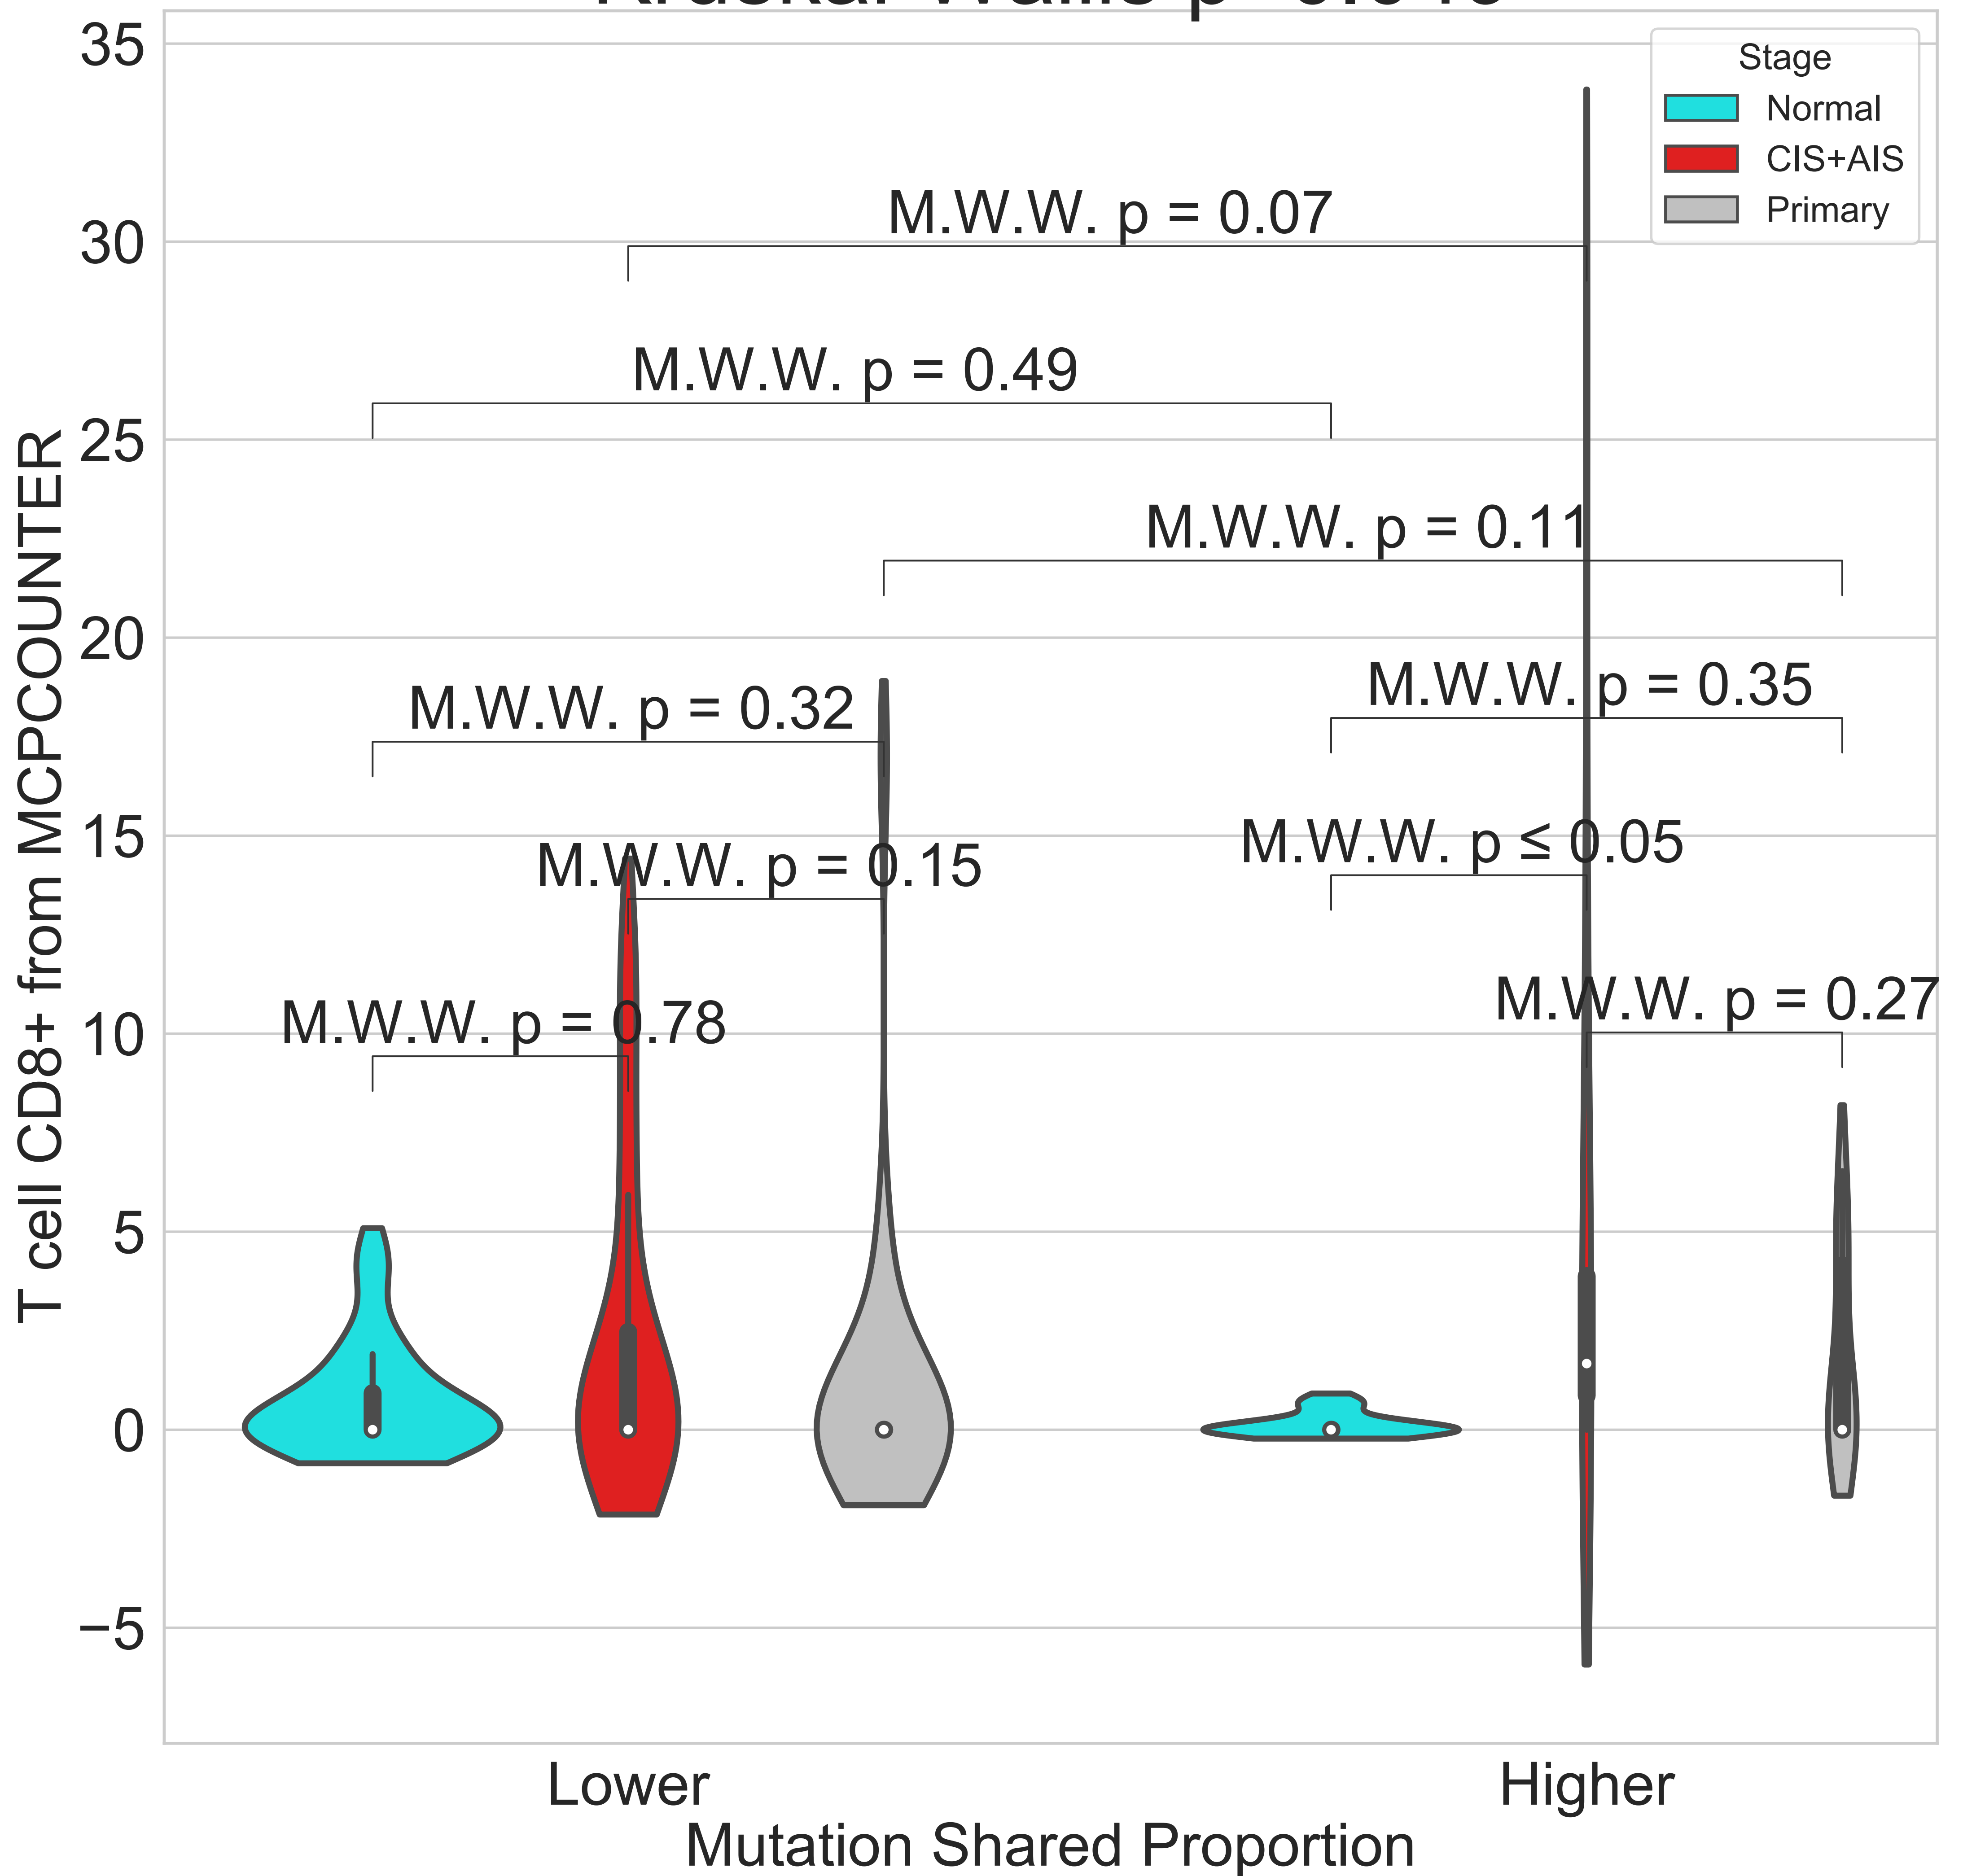 35
30
25
20
15
10
5
0
−5
T cell CD8+ from MCPCOUNTER
Stage
Normal
CIS+AIS
Primary
M.W.W. p = 0.07
M.W.W. p = 0.49
M.W.W. p = 0.11
M.W.W. p = 0.35
M.W.W. p = 0.32
M.W.W. p ≤ 0.05
M.W.W. p = 0.15
M.W.W. p = 0.27
M.W.W. p = 0.78
Lower
Higher
Mutation Shared Proportion